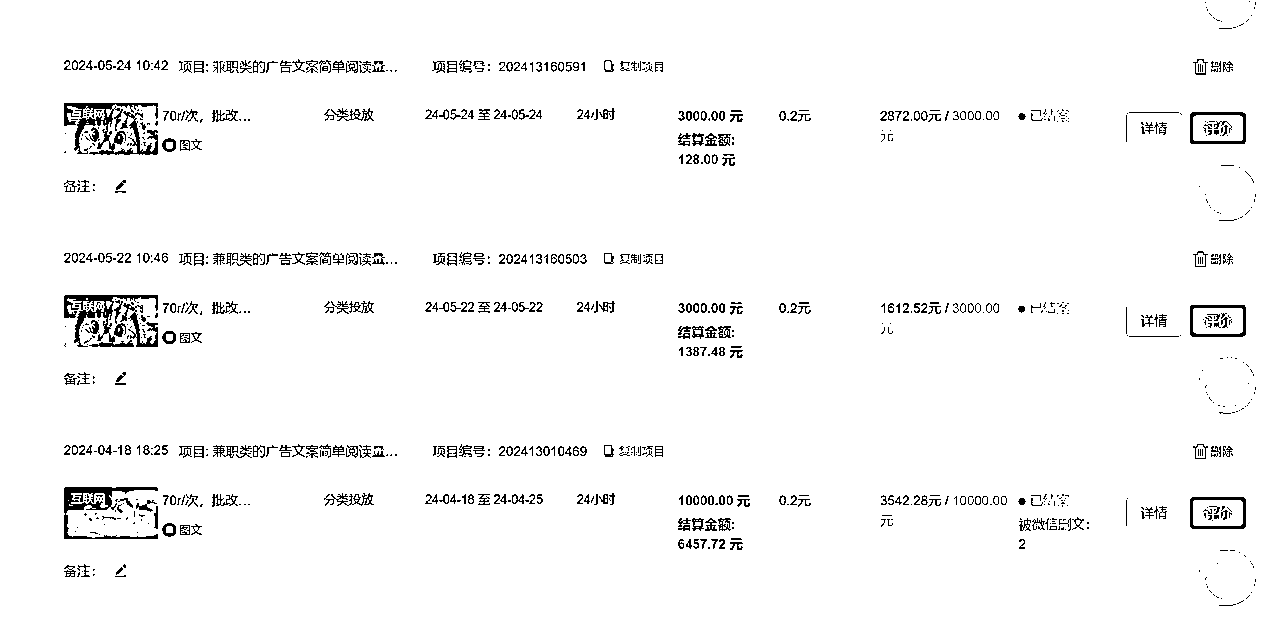 2024-05-24 10:42 项目: 兼职类的广告文案简单阅读量... 项目编号: 202413160591 复制项目 删除
互联网 70r/次，批改... 分类投放 24-05-24 至 24-05-24 24小时 3000.00 元 0.2元 2872.00元 / 3000.00 ● 已结案 详情 评价
图文 结算金额: 元
128.00 元
备注:
2024-05-22 10:46 项目: 兼职类的广告文案简单阅读量... 项目编号: 202413160503 复制项目 删除
互联网 70r/次，批改... 分类投放 24-05-22 至 24-05-22 24小时 3000.00 元 0.2元 1612.52元 / 3000.00 ● 已结案 详情 评价
图文 结算金额: 元
1387.48 元
备注:
2024-04-18 18:25 项目: 兼职类的广告文案简单阅读量... 项目编号: 202413010469 复制项目 删除
互联网 70r/次，批改... 分类投放 24-04-18 至 24-04-25 24小时 10000.00 元 0.2元 3542.28元 / 10000.00 ● 已结案 详情 评价
图文 结算金额: 元 被微信删文:
6457.72 元 2
备注: